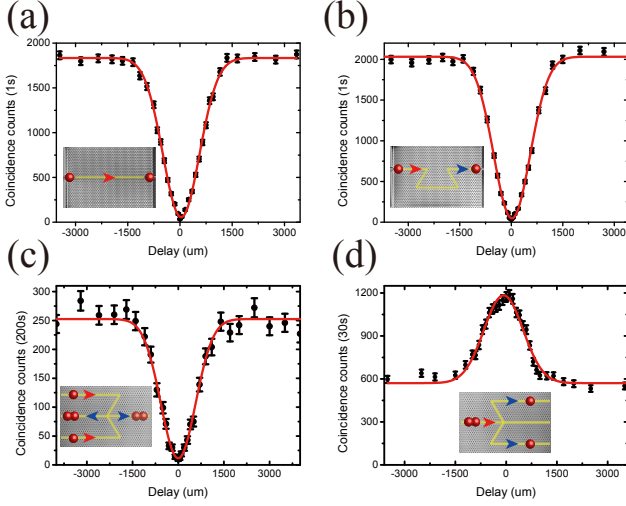 (a)
Coincidence counts (1s)
2000
1500
1000
500
0
-3000 -1500 0 1500 3000
Delay (um)
(b)
Coincidence counts (1s)
2000
1500
1000
500
0
-3000 -1500 0 1500 3000
Delay (um)
(c)
Coincidence counts (200s)
300
250
200
150
100
50
0
-3000 -1500 0 1500 3000
Delay (um)
(d)
Coincidence counts (30s)
1200
900
600
300
0
-3000 -1500 0 1500 3000
Delay (um)